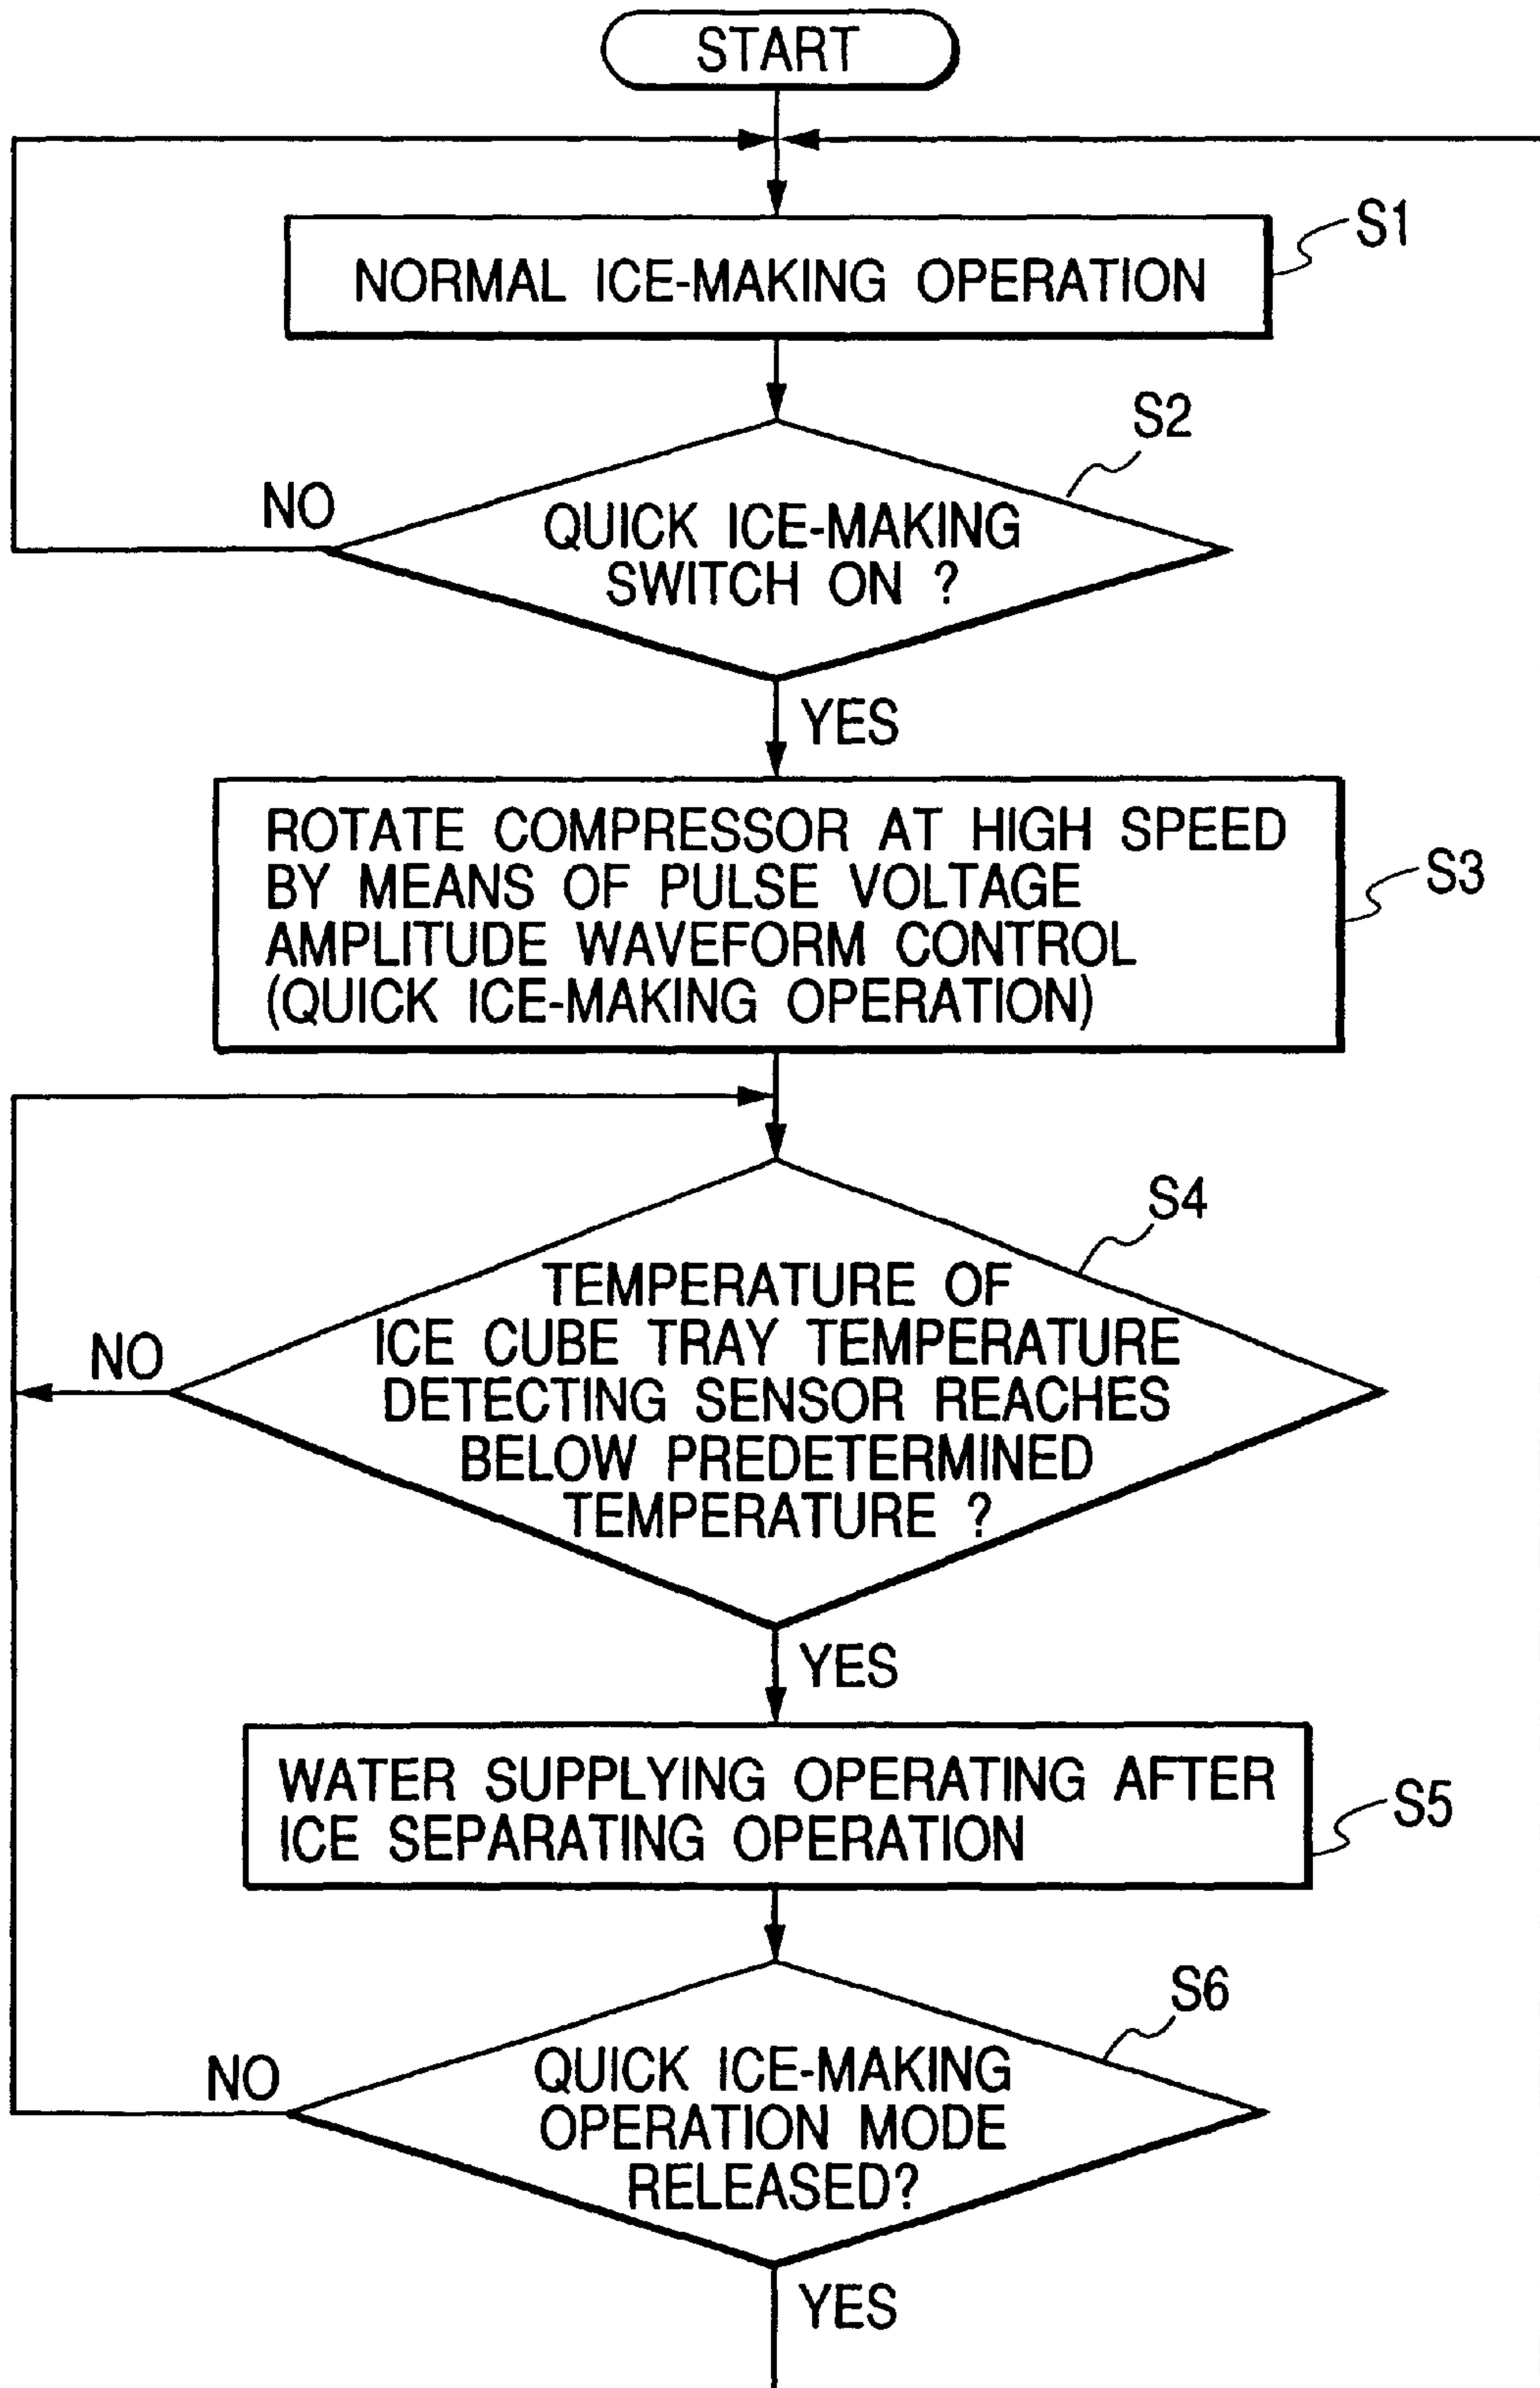 START
S1
NORMAL ICE-MAKING OPERATION
S2
NO
QUICK ICE-MAKING
SWITCH ON ?
YES
ROTATE COMPRESSOR AT HIGH SPEED
BY MEANS OF PULSE VOLTAGE
AMPLITUDE WAVEFORM CONTROL
(QUICK ICE-MAKING OPERATION)
S3
S4
TEMPERATURE OF
NO
ICE CUBE TRAY TEMPERATURE
DETECTING SENSOR REACHES
BELOW PREDETERMINED
TEMPERATURE ?
YES
WATER SUPPLYING OPERATING AFTER
ICE SEPARATING OPERATION
S5
S6
NO
QUICK ICE-MAKING
OPERATION MODE
RELEASED?
YES